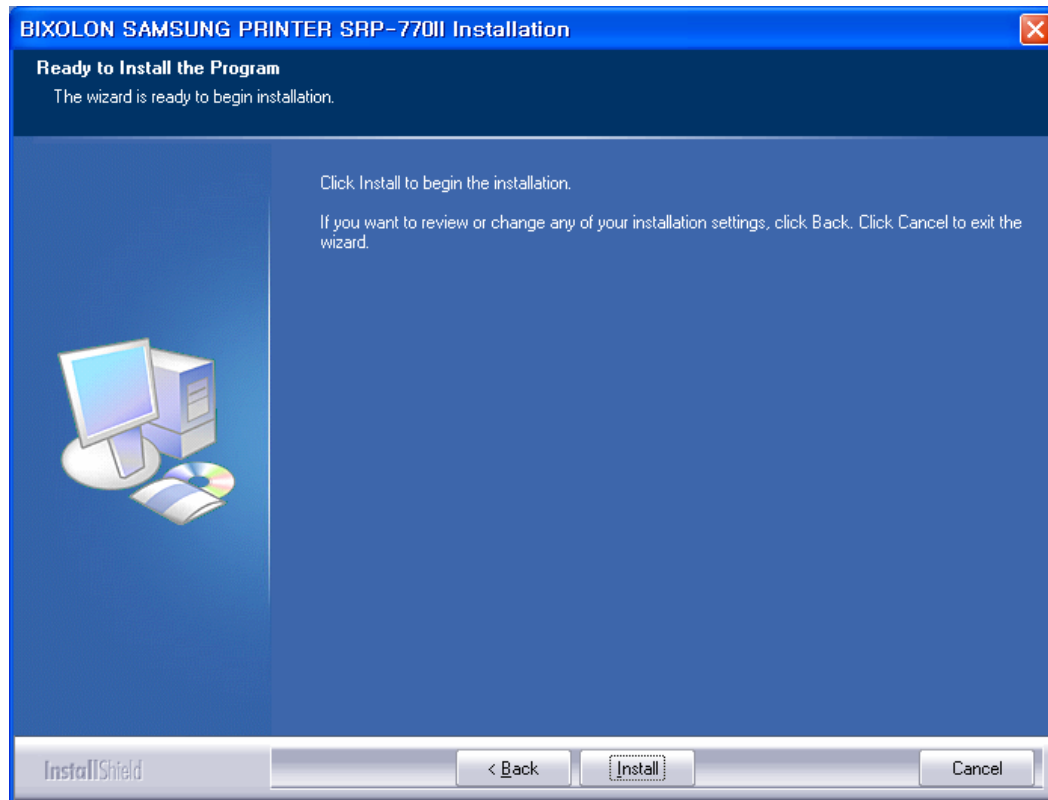 BIXOLON SAMSUNG PRINTER SRP-770II Installation
Ready to Install the Program
The wizard is ready to begin installation.
Click Install to begin the installation.
If you want to review or change any of your installation settings, click Back. Click Cancel to exit the
wizard.
InstallShield
< Back
Install
Cancel